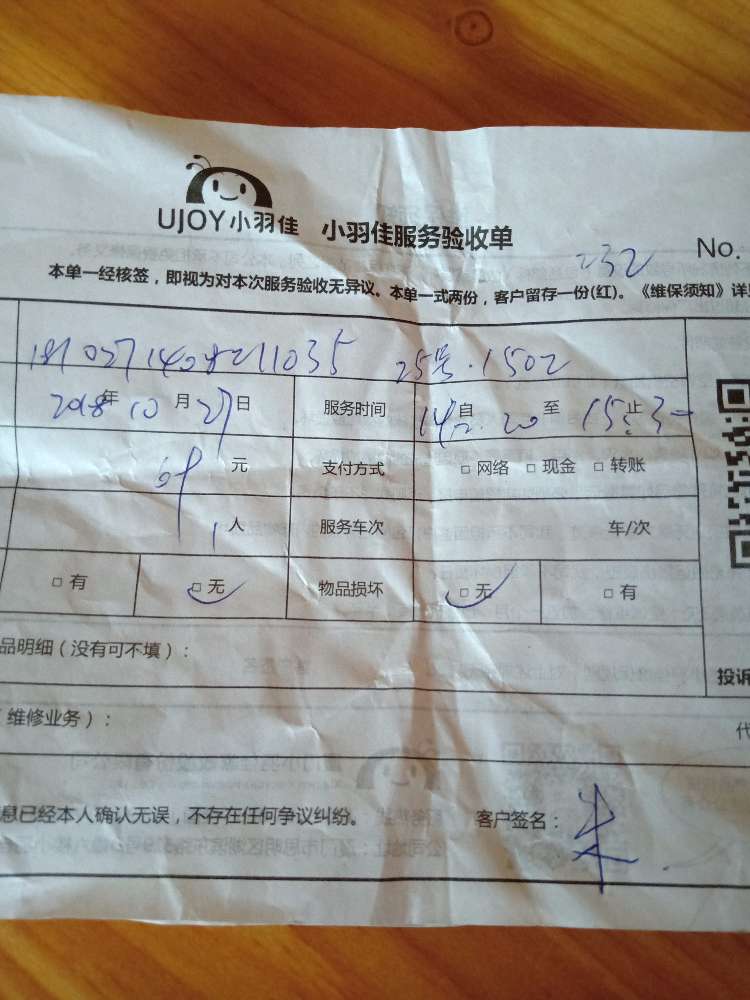 UJOY小羽佳 小羽佳服务验收单
No.
232
本单一经核签，即视为对本次服务验收无异议。本单一式两份，客户留存一份(红)。《维保须知》详
25号.1502
2018年10月27日 服务时间 14:20自 至 15:3 止
元 支付方式 □网络 □现金 □转账
1人 服务车次 车/次
□有 □无 物品损坏 □无 □有
品明细（没有可不填）：
投诉
维修业务）：
代
息已经本人确认无误，不存在任何争议纠纷。 客户签名：朱